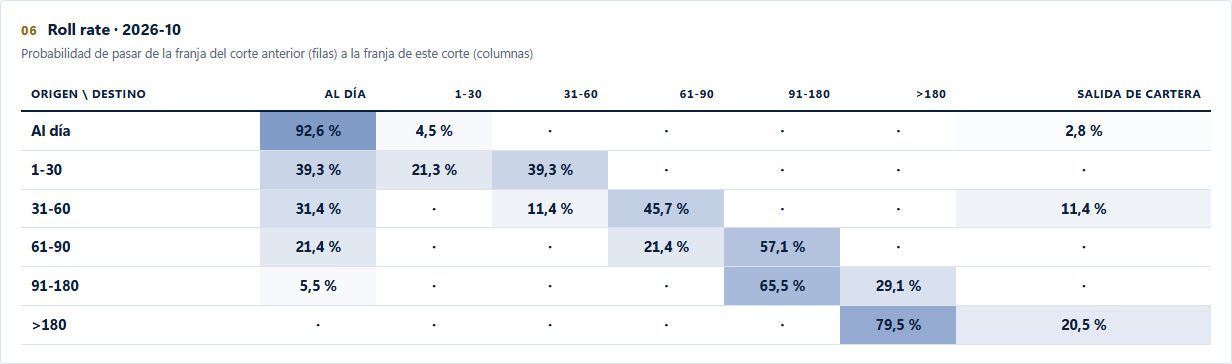 06 Roll rate · 2026-10
Probabilidad de pasar de la franja del corte anterior (filas) a la franja de este corte (columnas)
ORIGEN \ DESTINO AL DÍA 1-30 31-60 61-90 91-180 >180 SALIDA DE CARTERA
Al día 92,6 % 4,5 % · · · · 2,8 %
1-30 39,3 % 21,3 % 39,3 % · · · ·
31-60 31,4 % · 11,4 % 45,7 % · · 11,4 %
61-90 21,4 % · · 21,4 % 57,1 % · ·
91-180 5,5 % · · · 65,5 % 29,1 % ·
>180 · · · · · 79,5 % 20,5 %